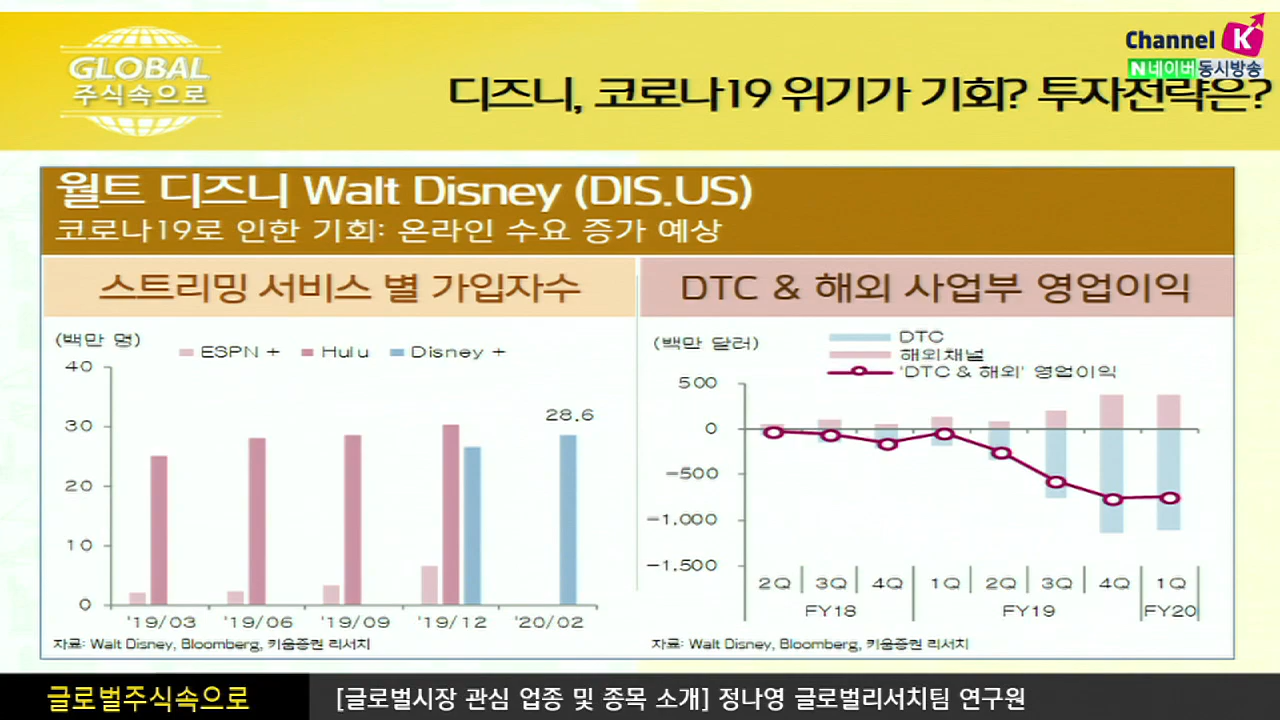 GLOBAL
주식속으로
Channel K
N 네이버 동시방송
디즈니, 코로나19 위기가 기회? 투자전략은?
월트 디즈니 Walt Disney (DIS.US)
코로나19로 인한 기회: 온라인 수요 증가 예상
스트리밍 서비스 별 가입자수
(백만 명)
ESPN + Hulu Disney +
40
30
20
10
0
28.6
'19/03 '19/06 '19/09 '19/12 '20/02
자료: Walt Disney, Bloomberg, 키움증권 리서치
DTC & 해외 사업부 영업이익
(백만 달러)
DTC
해외채널
'DTC & 해외' 영업이익
500
0
-500
-1.000
-1.500
2Q 3Q 4Q 1Q 2Q 3Q 4Q 1Q
FY18 FY19 FY20
자료: Walt Disney, Bloomberg, 키움증권 리서치
글로벌주식속으로
[글로벌시장 관심 업종 및 종목 소개] 정나영 글로벌리서치팀 연구원